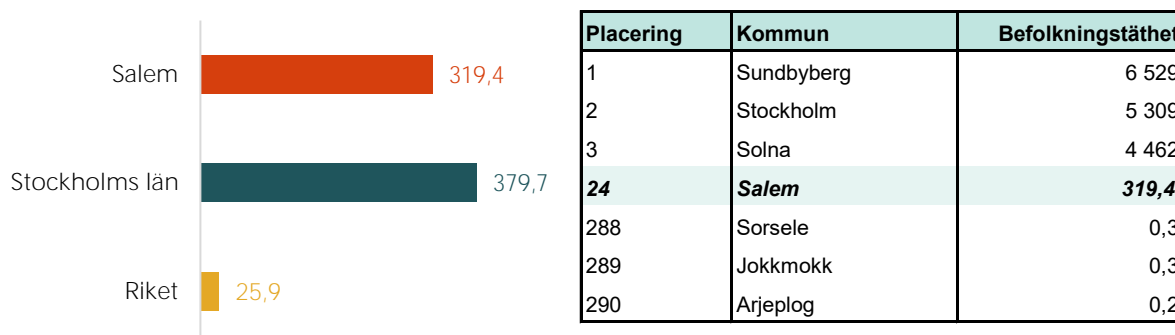 Salem 319,4
Stockholms län 379,7
Riket 25,9
Placering Kommun Befolkningstäthet
1 Sundbyberg 6 529
2 Stockholm 5 309
3 Solna 4 462
24 Salem 319,4
288 Sorsele 0,3
289 Jokkmokk 0,3
290 Arjeplog 0,2